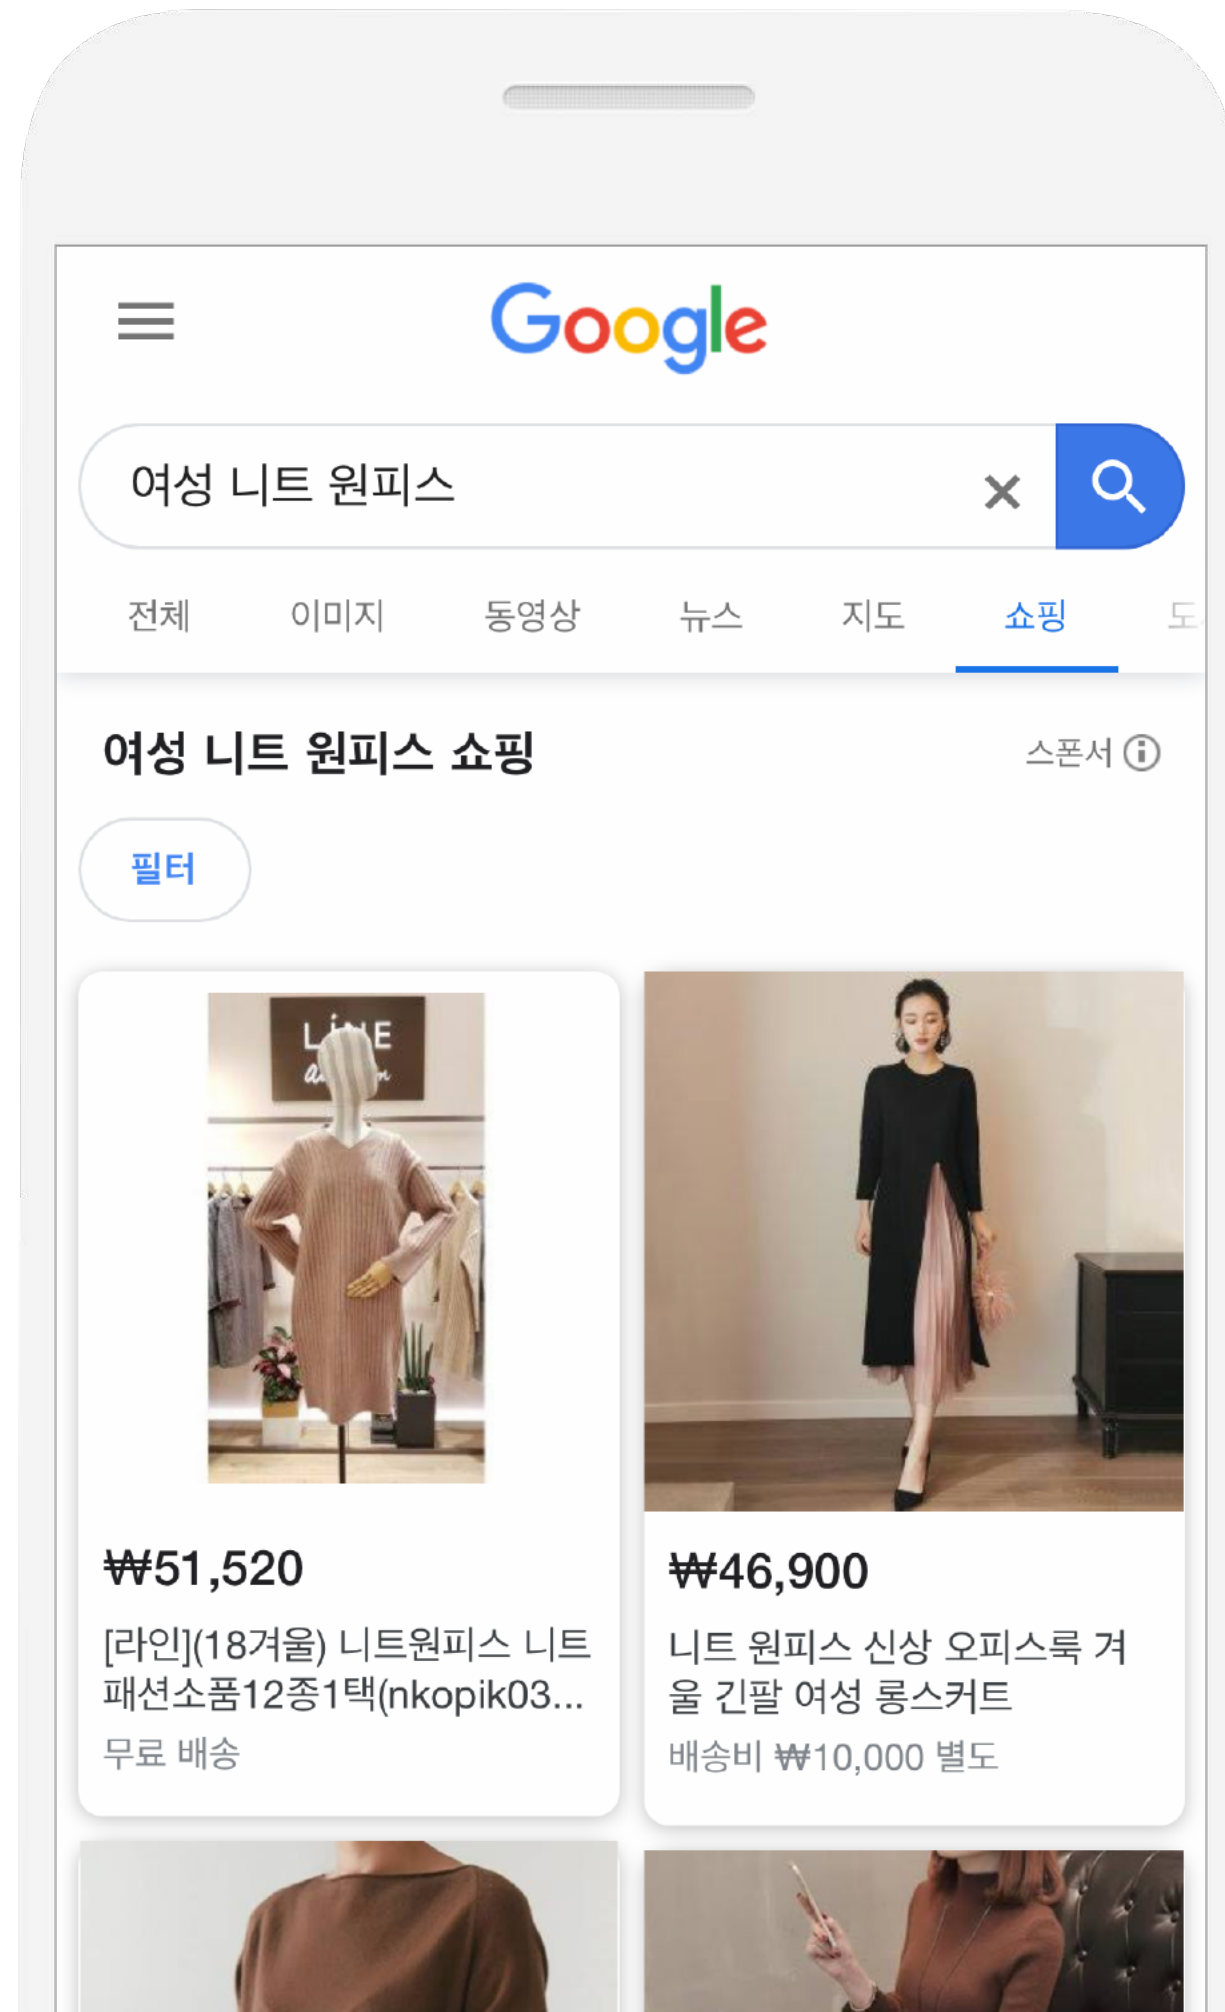 Google
여성 니트 원피스
전체 이미지 동영상 뉴스 지도 쇼핑
여성 니트 원피스 쇼핑
스폰서
필터
LINE
₩51,520
[라인](18겨울) 니트원피스 니트
패션소품12종1택(nkopik03...
무료 배송
₩46,900
니트 원피스 신상 오피스룩 겨
울 긴팔 여성 롱스커트
배송비 ₩10,000 별도